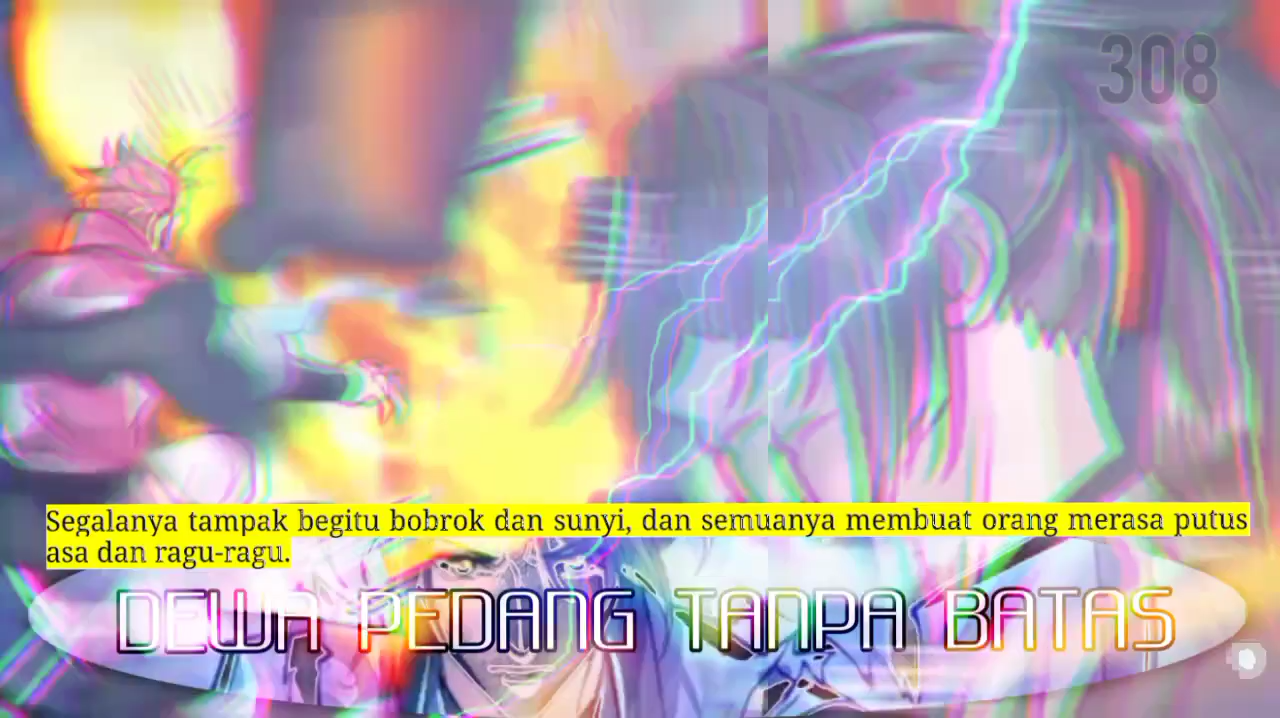 308
Segalanya tampak begitu bobrok dan sunyi, dan semuanya membuat orang merasa putus
asa dan ragu-ragu.
DEWA PEDANG TANPA BATAS